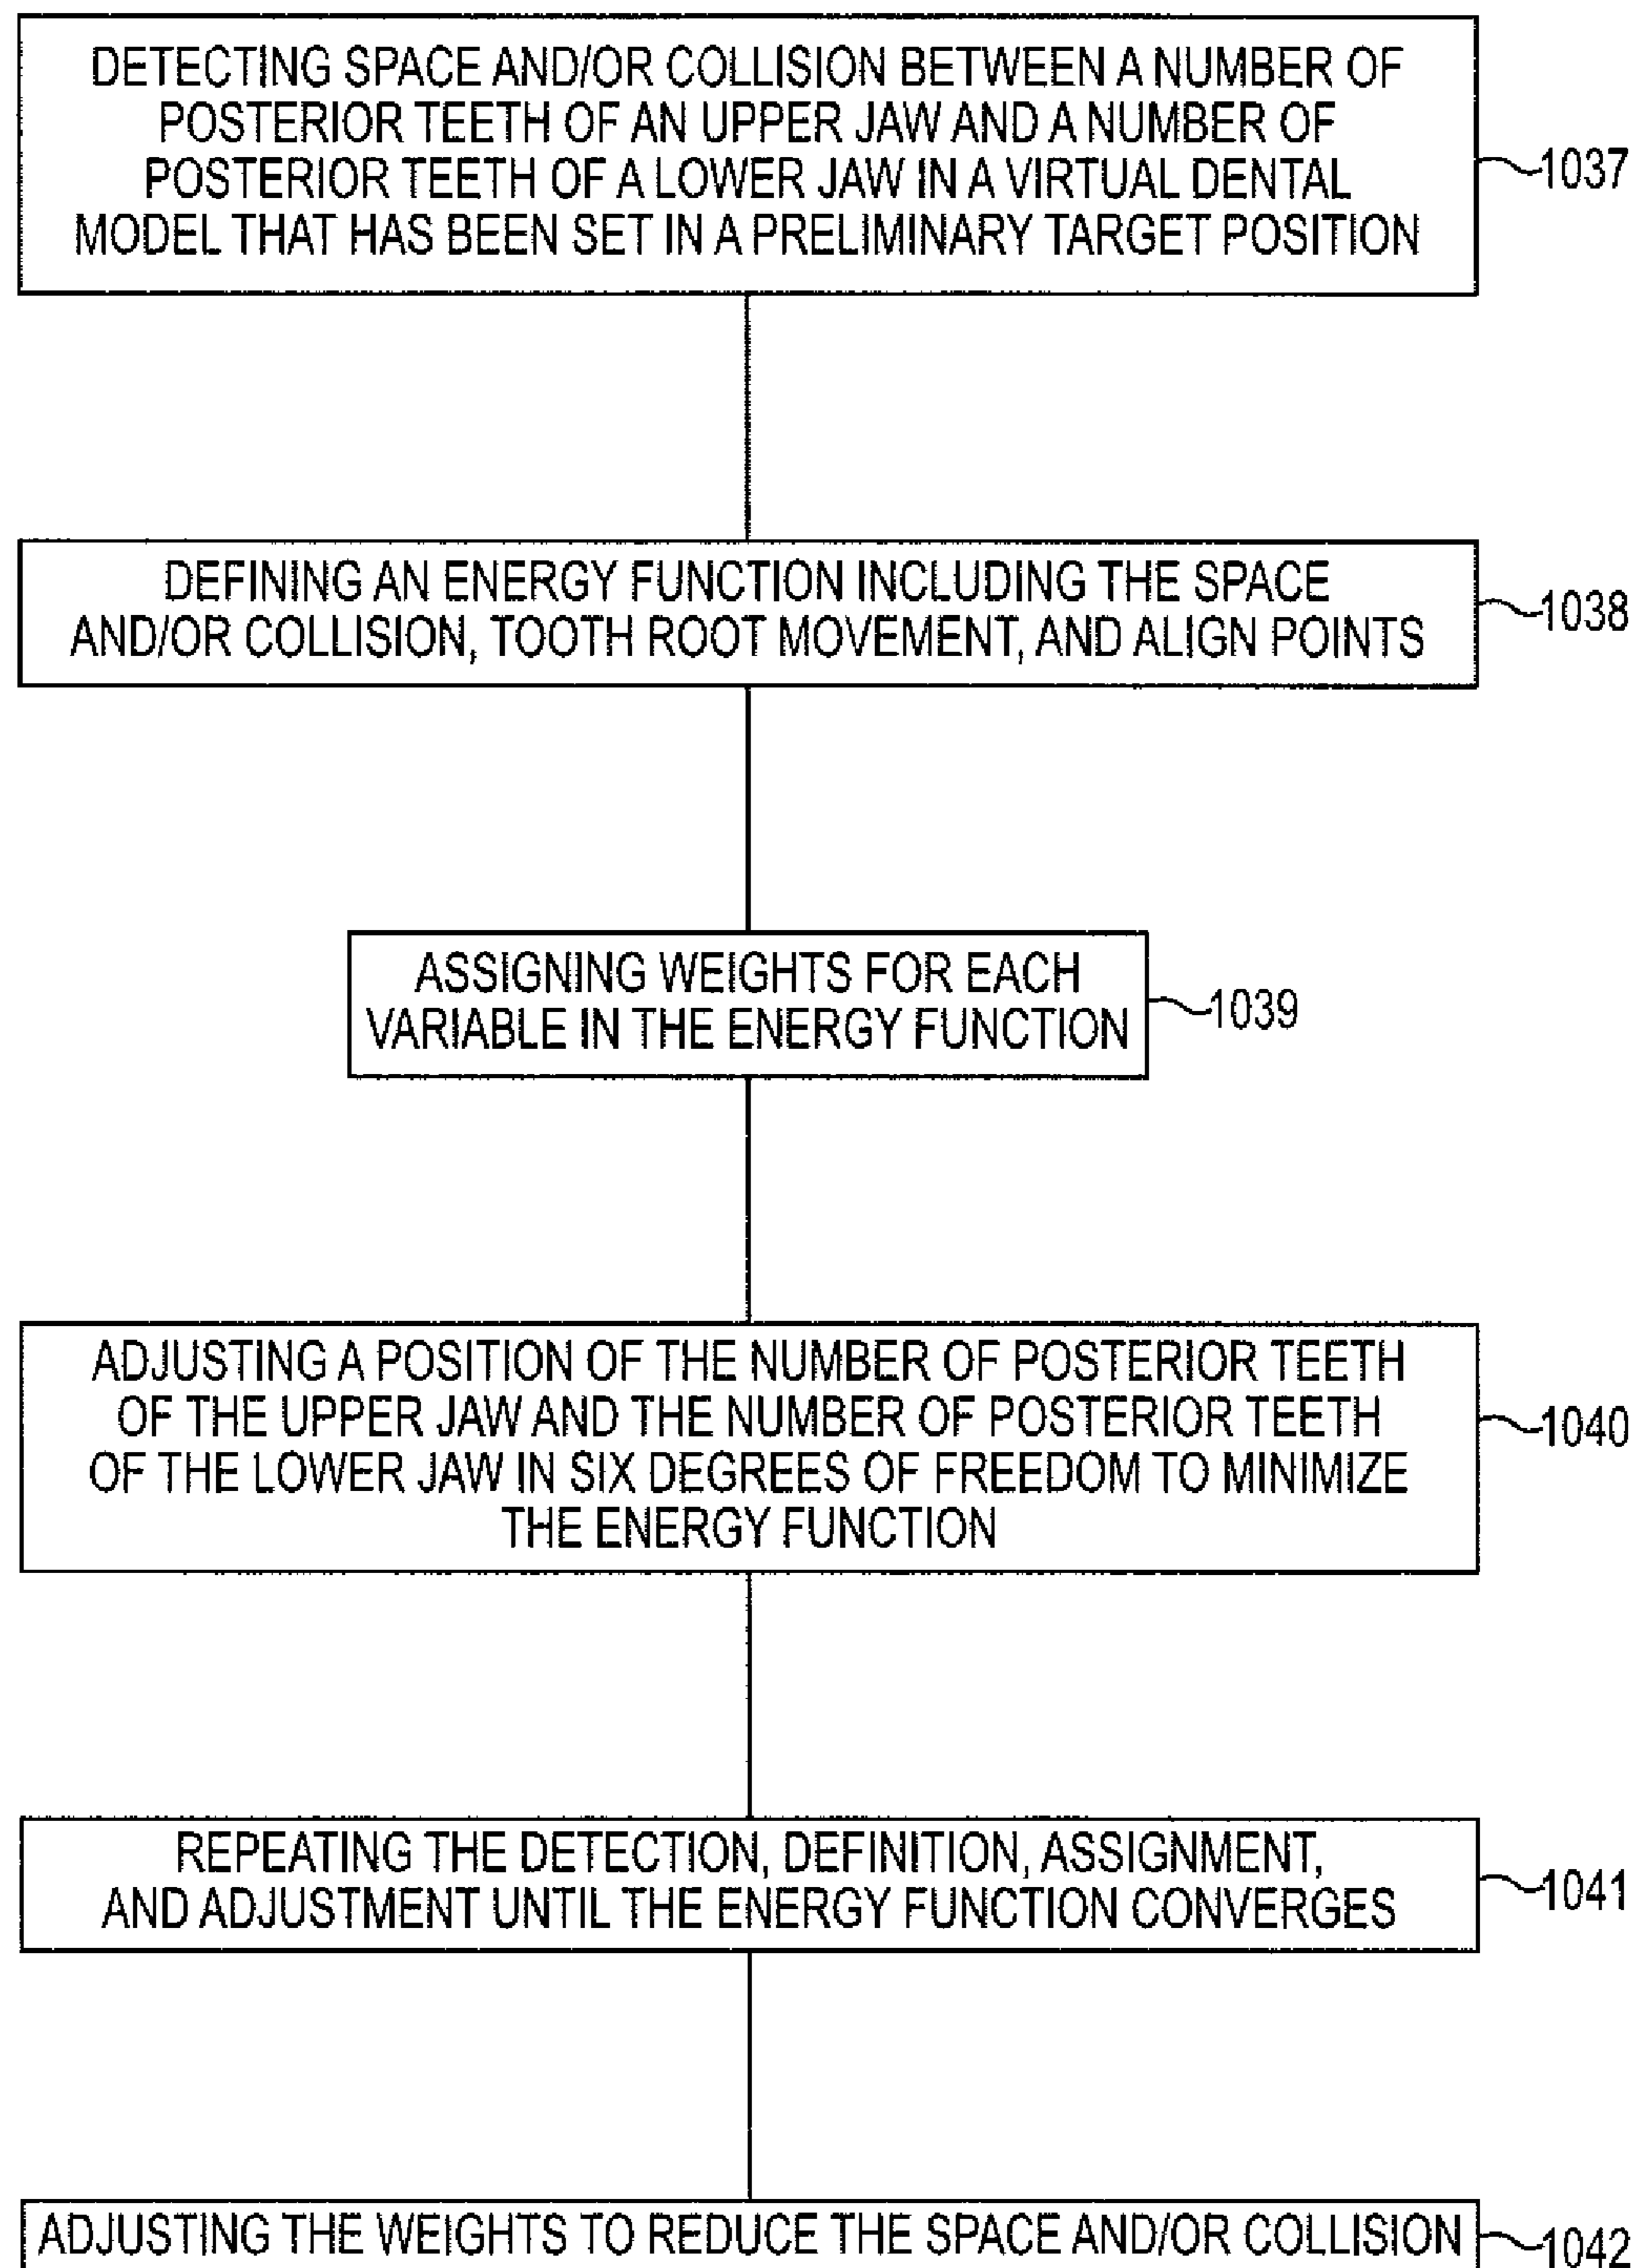 DETECTING SPACE AND/OR COLLISION BETWEEN A NUMBER OF
POSTERIOR TEETH OF AN UPPER JAW AND A NUMBER OF
POSTERIOR TEETH OF A LOWER JAW IN A VIRTUAL DENTAL
MODEL THAT HAS BEEN SET IN A PRELIMINARY TARGET POSITION
1037
DEFINING AN ENERGY FUNCTION INCLUDING THE SPACE
AND/OR COLLISION, TOOTH ROOT MOVEMENT, AND ALIGN POINTS
1038
ASSIGNING WEIGHTS FOR EACH
VARIABLE IN THE ENERGY FUNCTION
1039
ADJUSTING A POSITION OF THE NUMBER OF POSTERIOR TEETH
OF THE UPPER JAW AND THE NUMBER OF POSTERIOR TEETH
OF THE LOWER JAW IN SIX DEGREES OF FREEDOM TO MINIMIZE
THE ENERGY FUNCTION
1040
REPEATING THE DETECTION, DEFINITION, ASSIGNMENT,
AND ADJUSTMENT UNTIL THE ENERGY FUNCTION CONVERGES
1041
ADJUSTING THE WEIGHTS TO REDUCE THE SPACE AND/OR COLLISION
1042